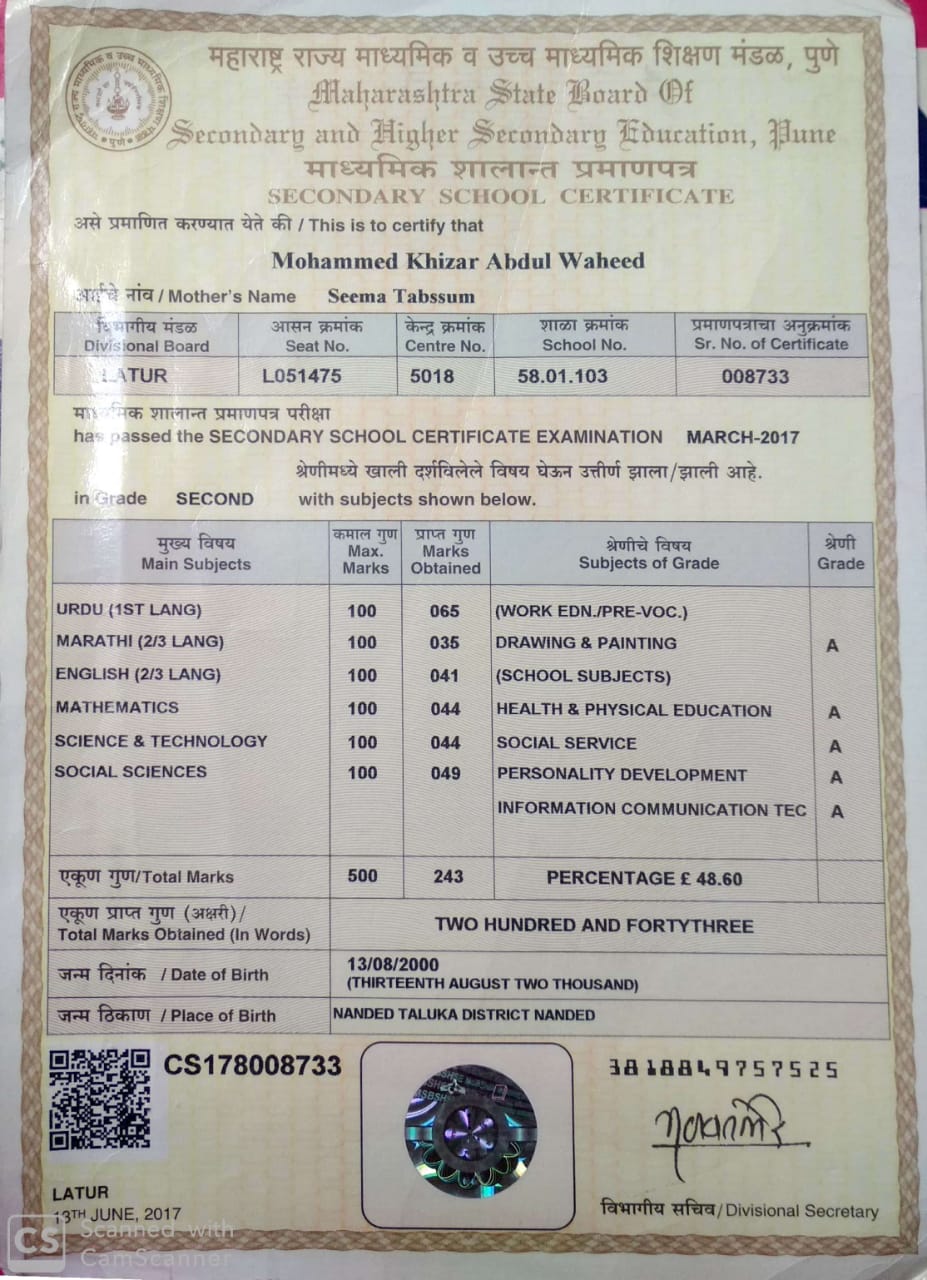 महाराष्ट्र राज्य माध्यमिक व उच्च माध्यमिक शिक्षण मंडळ, पुणे
Maharashtra State Board Of
Secondary and Higher Secondary Education, Pune
माध्यमिक शालान्त प्रमाणपत्र
SECONDARY SCHOOL CERTIFICATE
असे प्रमाणित करण्यात येते की / This is to certify that
Mohammed Khizar Abdul Waheed
आईचे नांव / Mother's Name Seema Tabssum
विभागीय मंडळ आसन क्रमांक केन्द्र क्रमांक शाळा क्रमांक प्रमाणपत्राचा अनुक्रमांक
Divisional Board Seat No. Centre No. School No. Sr. No. of Certificate
LATUR L051475 5018 58.01.103 008733
माध्यमिक शालान्त प्रमाणपत्र परीक्षा
has passed the SECONDARY SCHOOL CERTIFICATE EXAMINATION MARCH-2017
श्रेणीमध्ये खाली दर्शविलेले विषय घेऊन उत्तीर्ण झाला/झाली आहे.
in Grade SECOND with subjects shown below.
मुख्य विषय कमाल गुण प्राप्त गुण श्रेणीचे विषय श्रेणी
Main Subjects Max. Marks Marks Obtained Subjects of Grade Grade
URDU (1ST LANG) 100 065 (WORK EDN./PRE-VOC.)
MARATHI (2/3 LANG) 100 035 DRAWING & PAINTING A
ENGLISH (2/3 LANG) 100 041 (SCHOOL SUBJECTS)
MATHEMATICS 100 044 HEALTH & PHYSICAL EDUCATION A
SCIENCE & TECHNOLOGY 100 044 SOCIAL SERVICE A
SOCIAL SCIENCES 100 049 PERSONALITY DEVELOPMENT A
INFORMATION COMMUNICATION TEC A
एकूण गुण/Total Marks 500 243 PERCENTAGE £ 48.60
एकूण प्राप्त गुण (अक्षरी)/
Total Marks Obtained (In Words) TWO HUNDRED AND FORTYTHREE
जन्म दिनांक / Date of Birth 13/08/2000
(THIRTEENTH AUGUST TWO THOUSAND)
जन्म ठिकाण / Place of Birth NANDED TALUKA DISTRICT NANDED
CS178008733
3818849757525
LATUR
13TH JUNE, 2017
विभागीय सचिव/Divisional Secretary
CS Scanned with
CamScanner